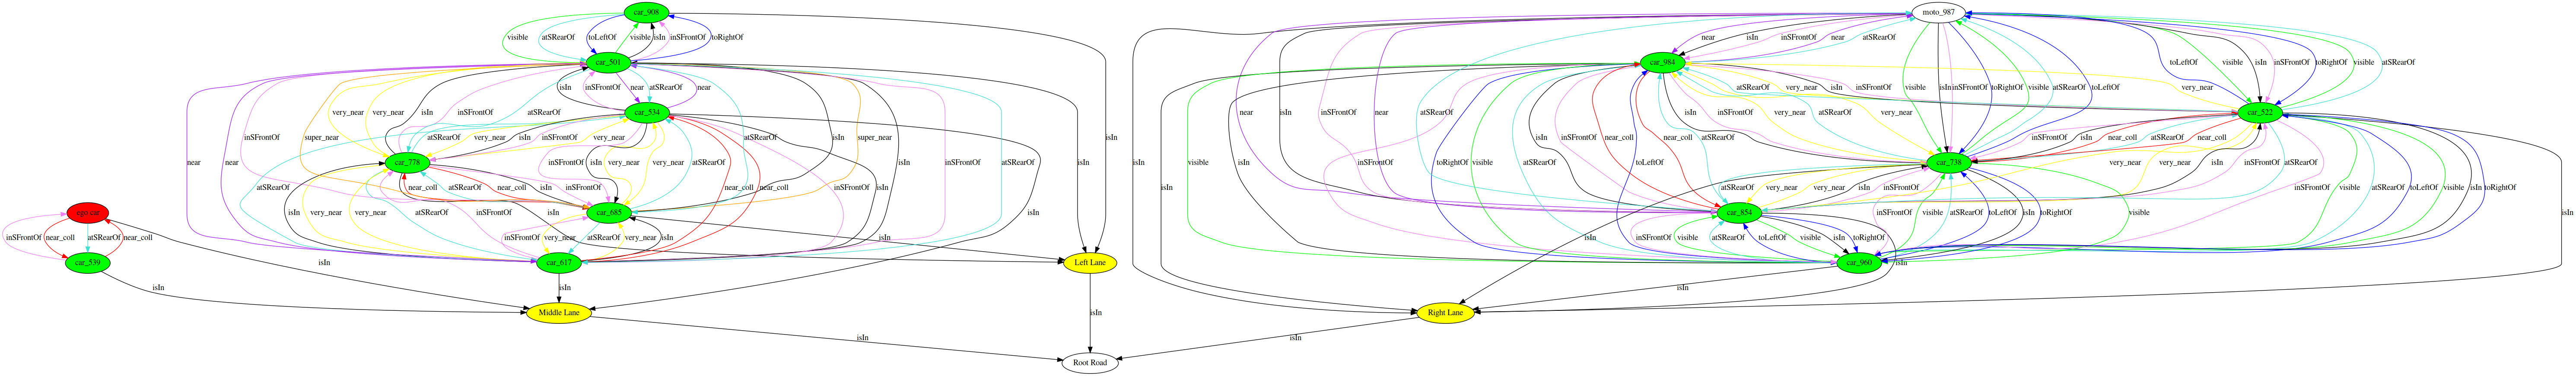 car_908
moto_987
visible
atSRearOf
toLeftOf
visible
isIn
inSFrontOf
toRightOf
car_501
near
isIn
inSFrontOf
near
atSRearOf
car_984
very_near
very_near
isIn
inSFrontOf
atSRearOf
isIn
inSFrontOf
near
atSRearOf
near
visible
isIn
inSFrontOf
toRightOf
visible
atSRearOf
toLeftOf
toLeftOf
visible
isIn
inSFrontOf
toRightOf
visible
atSRearOf
atSRearOf
very_near
isIn
inSFrontOf
very_near
car_534
super_near
isIn
super_near
visible
isIn
inSFrontOf
near
near
atSRearOf
car_522
inSFrontOf
atSRearOf
very_near
isIn
inSFrontOf
very_near
atSRearOf
isIn
inSFrontOf
near_coll
near_coll
isIn
inSFrontOf
very_near
atSRearOf
inSFrontOf
isIn
near_coll
atSRearOf
near_coll
car_778
near
near
isIn
very_near
very_near
atSRearOf
isIn
inSFrontOf
atSRearOf
isIn
isIn
isIn
inSFrontOf
toRightOf
visible
atSRearOf
toLeftOf
car_738
very_near
very_near
isIn
inSFrontOf
atSRearOf
atSRearOf
near_coll
atSRearOf
near_coll
isIn
inSFrontOf
near_coll
near_coll
inSFrontOf
isIn
atSRearOf
very_near
very_near
isIn
inSFrontOf
inSFrontOf
visible
atSRearOf
toLeftOf
visible
isIn
toRightOf
ego car
car_685
car_854
isIn
very_near
very_near
atSRearOf
inSFrontOf
isIn
inSFrontOf
visible
atSRearOf
toLeftOf
isIn
toRightOf
visible
inSFrontOf
visible
atSRearOf
toLeftOf
isIn
toRightOf
visible
isIn
inSFrontOf
near_coll
atSRearOf
near_coll
inSFrontOf
very_near
atSRearOf
very_near
isIn
isIn
isIn
car_539
car_617
Left Lane
car_960
isIn
isIn
isIn
isIn
isIn
Middle Lane
Right Lane
isIn
isIn
isIn
Root Road